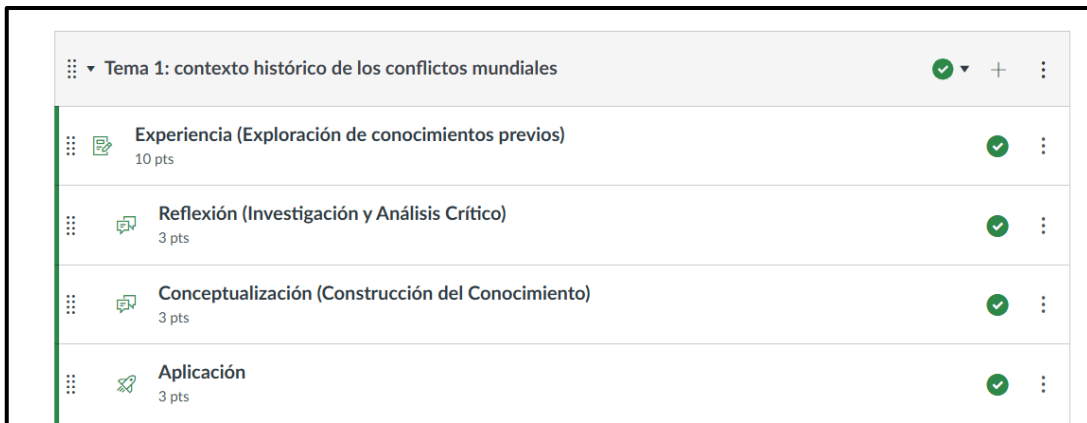 Tema 1: contexto histórico de los conflictos mundiales
Experiencia (Exploración de conocimientos previos)
10 pts
Reflexión (Investigación y Análisis Crítico)
3 pts
Conceptualización (Construcción del Conocimiento)
3 pts
Aplicación
3 pts